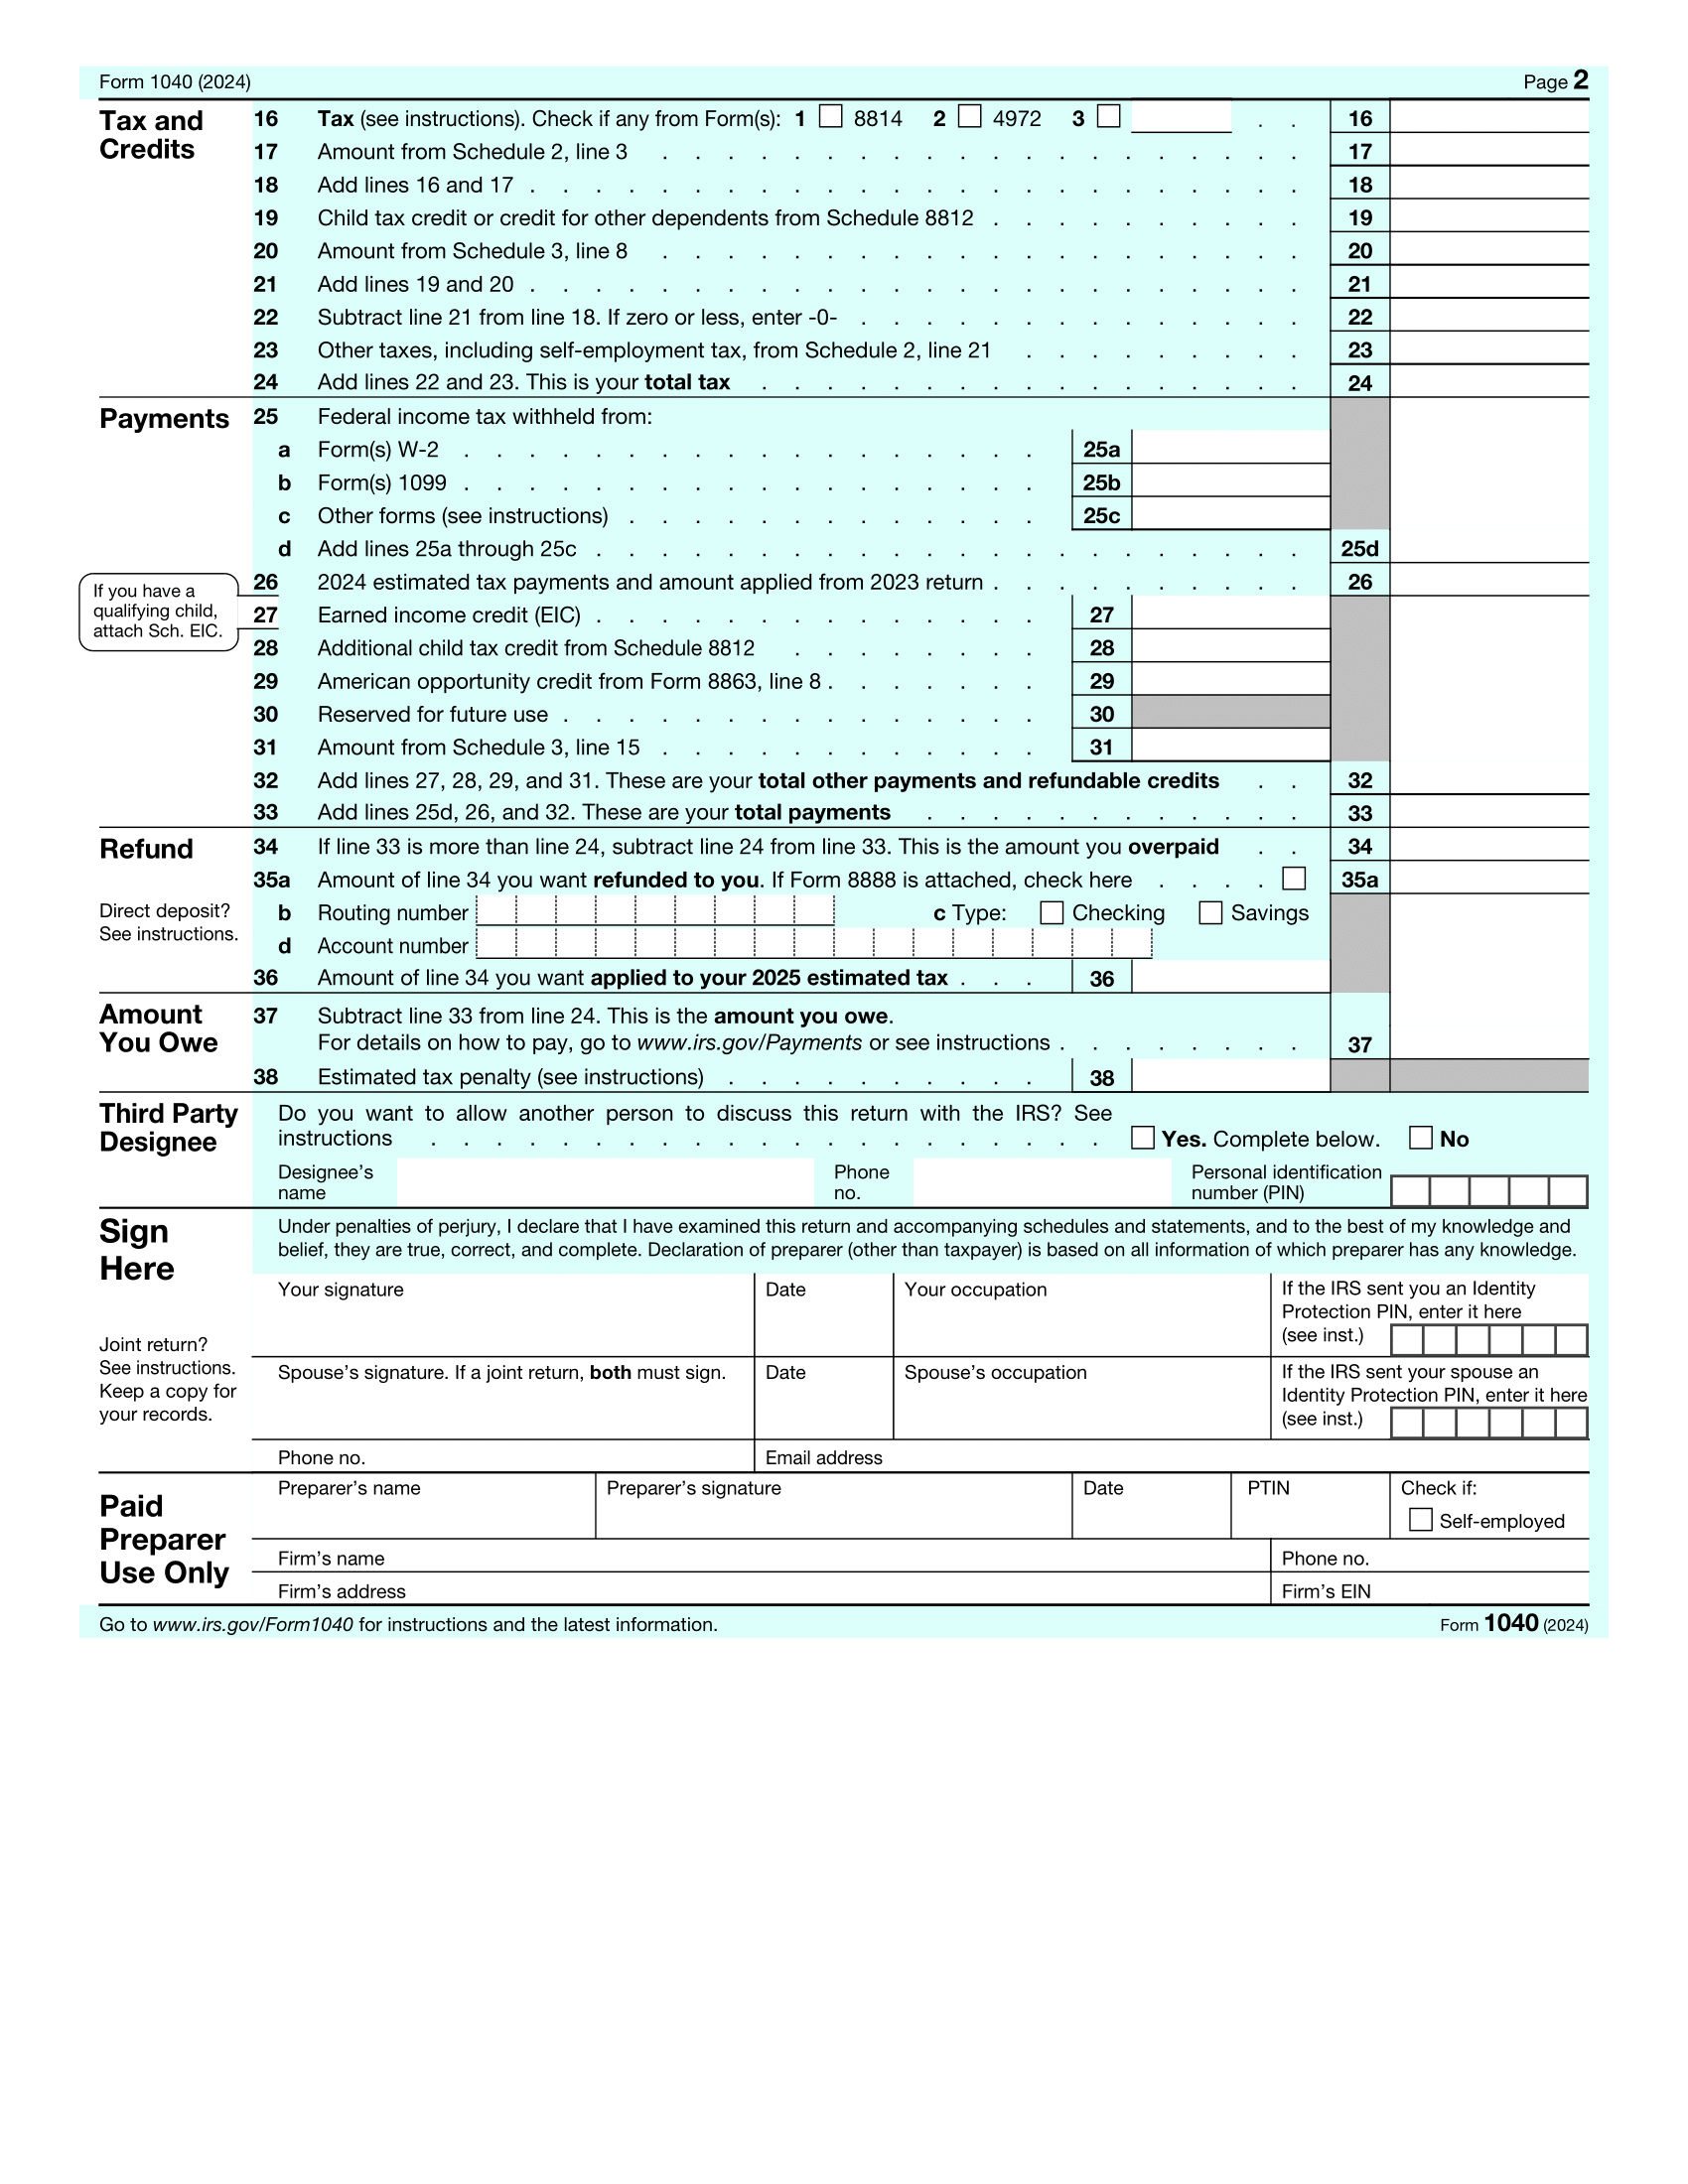 Form 1040 (2024) Page 2
Tax and Credits
16 Tax (see instructions). Check if any from Form(s): 1 8814 2 4972 3 . . 16
17 Amount from Schedule 2, line 3 . . . . . . . . . . . . . . . . . . . . 17
18 Add lines 16 and 17 . . . . . . . . . . . . . . . . . . . . . . . . 18
19 Child tax credit or credit for other dependents from Schedule 8812 . . . . . . . . . . 19
20 Amount from Schedule 3, line 8 . . . . . . . . . . . . . . . . . . . . 20
21 Add lines 19 and 20 . . . . . . . . . . . . . . . . . . . . . . . . 21
22 Subtract line 21 from line 18. If zero or less, enter -0- . . . . . . . . . . . . . . 22
23 Other taxes, including self-employment tax, from Schedule 2, line 21 . . . . . . . . . 23
24 Add lines 22 and 23. This is your total tax . . . . . . . . . . . . . . . . . 24
Payments
25 Federal income tax withheld from:
a Form(s) W-2 . . . . . . . . . . . . . . . . . . 25a
b Form(s) 1099 . . . . . . . . . . . . . . . . . . 25b
c Other forms (see instructions) . . . . . . . . . . . . . 25c
d Add lines 25a through 25c . . . . . . . . . . . . . . . . . . . . . . 25d
If you have a
qualifying child,
attach Sch. EIC.
26 2024 estimated tax payments and amount applied from 2023 return . . . . . . . . . . 26
27 Earned income credit (EIC) . . . . . . . . . . . . . . 27
28 Additional child tax credit from Schedule 8812 . . . . . . . . 28
29 American opportunity credit from Form 8863, line 8 . . . . . . . 29
30 Reserved for future use . . . . . . . . . . . . . . . 30
31 Amount from Schedule 3, line 15 . . . . . . . . . . . . 31
32 Add lines 27, 28, 29, and 31. These are your total other payments and refundable credits . . 32
33 Add lines 25d, 26, and 32. These are your total payments . . . . . . . . . . . . 33
Refund
34 If line 33 is more than line 24, subtract line 24 from line 33. This is the amount you overpaid . . 34
35a Amount of line 34 you want refunded to you. If Form 8888 is attached, check here . . . . 35a
Direct deposit?
See instructions.
b Routing number c Type: Checking Savings
d Account number
36 Amount of line 34 you want applied to your 2025 estimated tax . . . 36
Amount
You Owe
37 Subtract line 33 from line 24. This is the amount you owe.
For details on how to pay, go to www.irs.gov/Payments or see instructions . . . . . . . . 37
38 Estimated tax penalty (see instructions) . . . . . . . . . . 38
Third Party
Designee
Do you want to allow another person to discuss this return with the IRS? See
instructions . . . . . . . . . . . . . . . . . . . . . Yes. Complete below. No
Designee's
name
Phone
no.
Personal identification
number (PIN)
Sign
Here
Under penalties of perjury, I declare that I have examined this return and accompanying schedules and statements, and to the best of my knowledge and
belief, they are true, correct, and complete. Declaration of preparer (other than taxpayer) is based on all information of which preparer has any knowledge.
Joint return?
See instructions.
Keep a copy for
your records.
Your signature Date Your occupation
If the IRS sent you an Identity
Protection PIN, enter it here
(see inst.)
Spouse's signature. If a joint return, both must sign. Date Spouse's occupation
If the IRS sent your spouse an
Identity Protection PIN, enter it here
(see inst.)
Phone no. Email address
Paid
Preparer
Use Only
Preparer's name Preparer's signature Date PTIN Check if:
Self-employed
Firm's name Phone no.
Firm's address Firm's EIN
Go to www.irs.gov/Form1040 for instructions and the latest information. Form 1040 (2024)